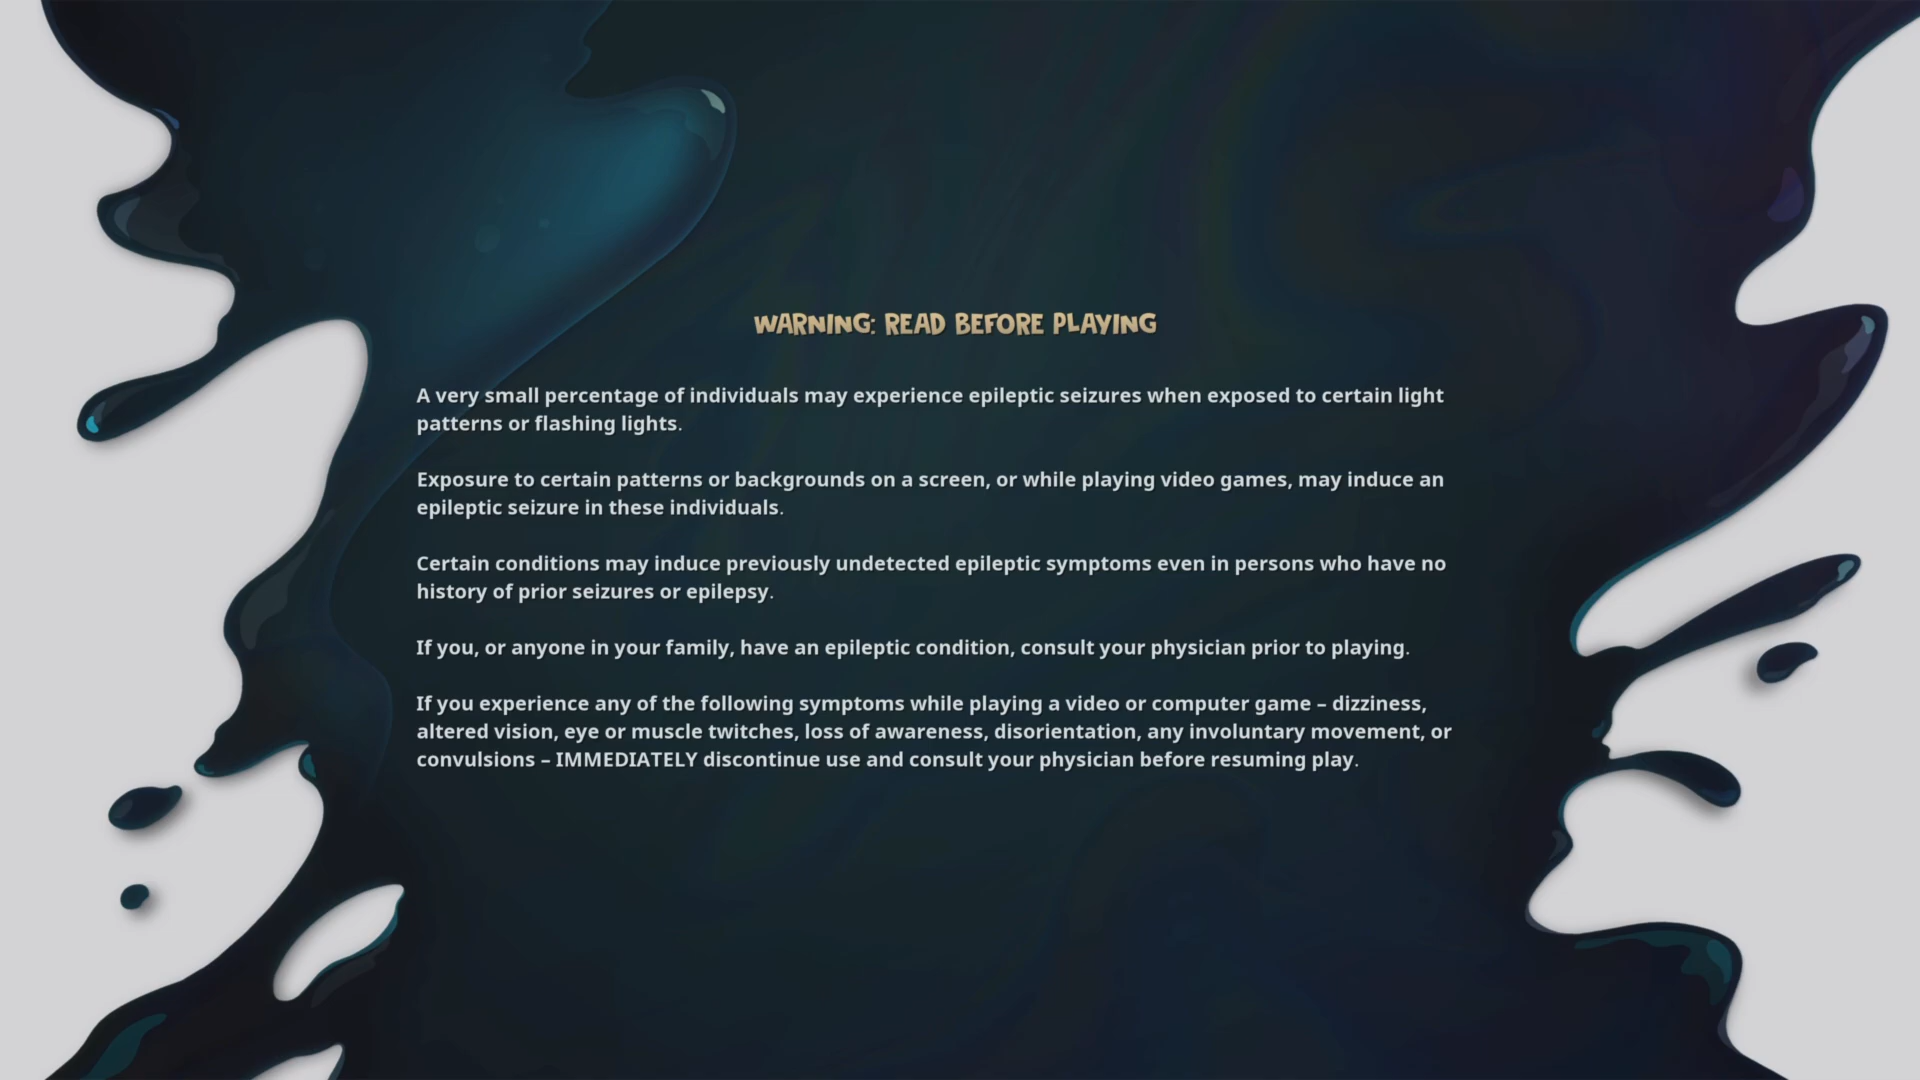 WARNING: READ BEFORE PLAYING
A very small percentage of individuals may experience epileptic seizures when exposed to certain light
patterns or flashing lights.
Exposure to certain patterns or backgrounds on a screen, or while playing video games, may induce an
epileptic seizure in these individuals.
Certain conditions may induce previously undetected epileptic symptoms even in persons who have no
history of prior seizures or epilepsy.
If you, or anyone in your family, have an epileptic condition, consult your physician prior to playing.
If you experience any of the following symptoms while playing a video or computer game – dizziness,
altered vision, eye or muscle twitches, loss of awareness, disorientation, any involuntary movement, or
convulsions – IMMEDIATELY discontinue use and consult your physician before resuming play.